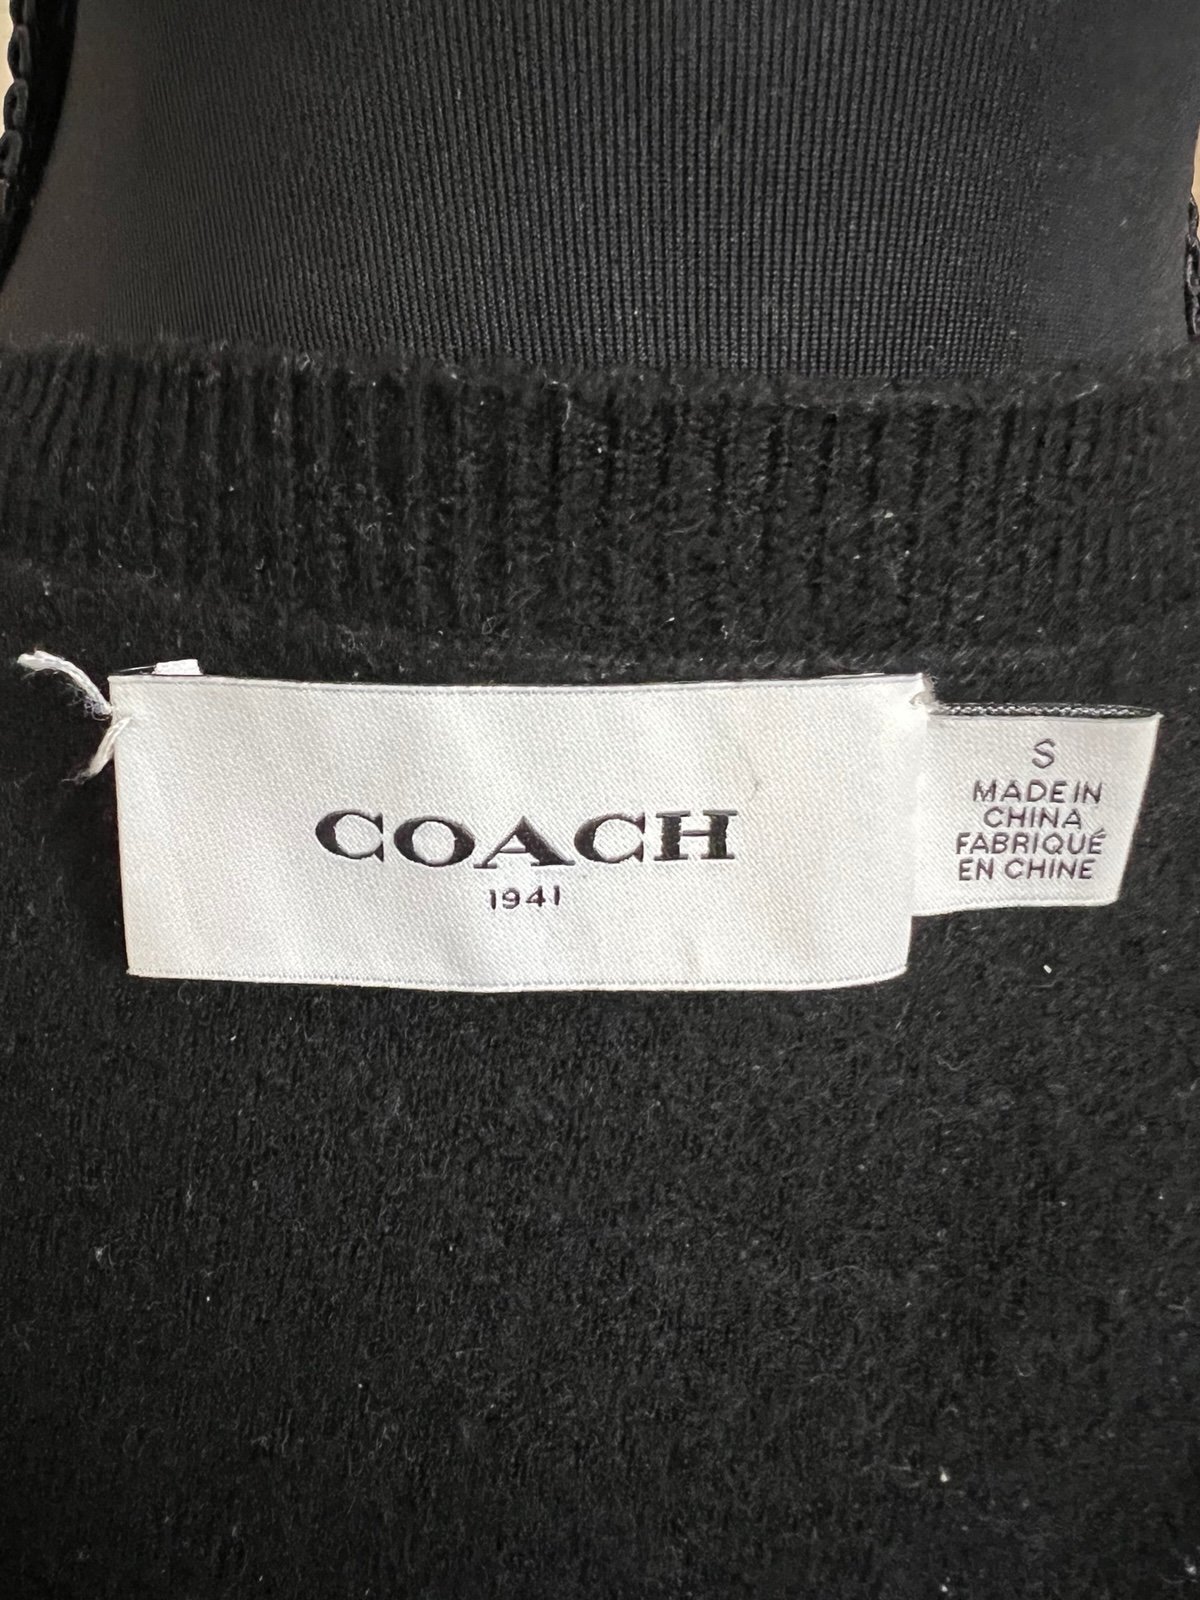 COACH
1941
S
MADE IN
CHINA
FABRIQUÉ
EN CHINE